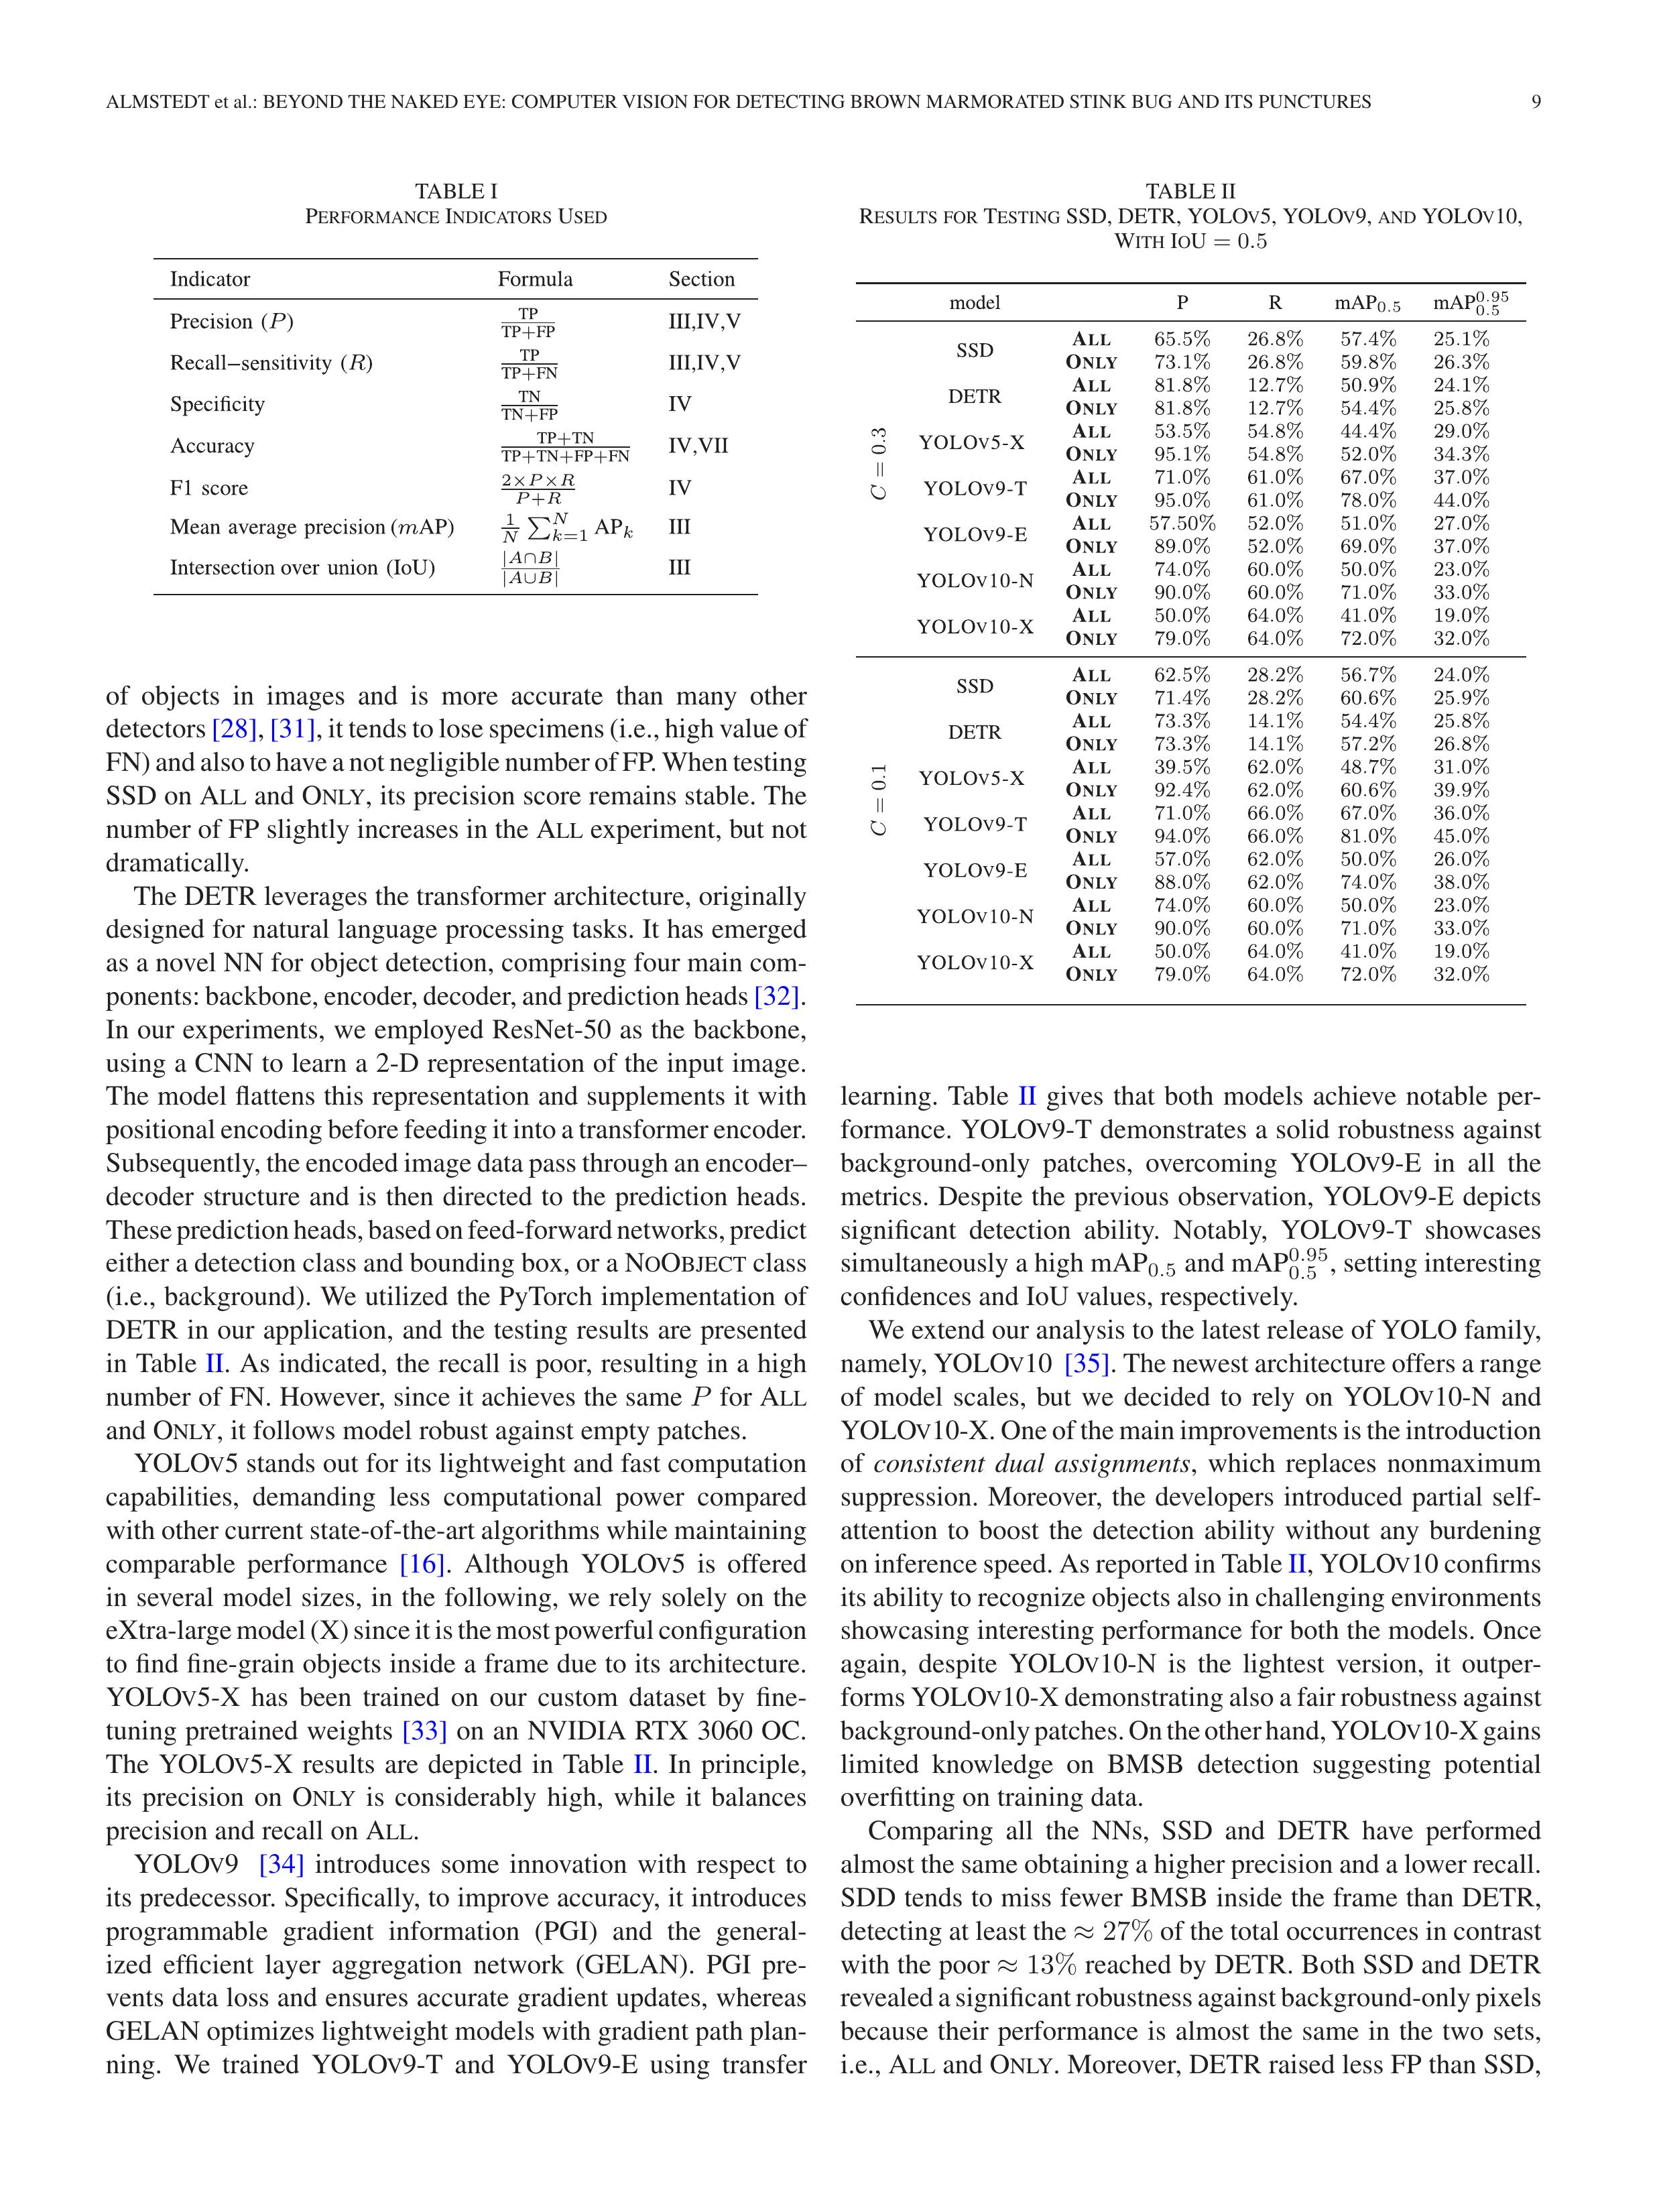 ALMSTEDT et al.: BEYOND THE NAKED EYE: COMPUTER VISION FOR DETECTING BROWN MARMORATED STINK BUG AND ITS PUNCTURES 9
TABLE I
PERFORMANCE INDICATORS USED
Indicator Formula Section
Precision (P) TP/(TP+FP) III,IV,V
Recall–sensitivity (R) TP/(TP+FN) III,IV,V
Specificity TN/(TN+FP) IV
Accuracy (TP+TN)/(TP+TN+FP+FN) IV,VII
F1 score (2×P×R)/(P+R) IV
Mean average precision (mAP) 1/N ∑_{k=1}^{N} AP_k III
Intersection over union (IoU) |A∩B|/|A∪B| III
of objects in images and is more accurate than many other
detectors [28], [31], it tends to lose specimens (i.e., high value of
FN) and also to have a not negligible number of FP. When testing
SSD on ALL and ONLY, its precision score remains stable. The
number of FP slightly increases in the ALL experiment, but not
dramatically.
The DETR leverages the transformer architecture, originally
designed for natural language processing tasks. It has emerged
as a novel NN for object detection, comprising four main com-
ponents: backbone, encoder, decoder, and prediction heads [32].
In our experiments, we employed ResNet-50 as the backbone,
using a CNN to learn a 2-D representation of the input image.
The model flattens this representation and supplements it with
positional encoding before feeding it into a transformer encoder.
Subsequently, the encoded image data pass through an encoder–
decoder structure and is then directed to the prediction heads.
These prediction heads, based on feed-forward networks, predict
either a detection class and bounding box, or a NOOBJECT class
(i.e., background). We utilized the PyTorch implementation of
DETR in our application, and the testing results are presented
in Table II. As indicated, the recall is poor, resulting in a high
number of FN. However, since it achieves the same P for ALL
and ONLY, it follows model robust against empty patches.
YOLOV5 stands out for its lightweight and fast computation
capabilities, demanding less computational power compared
with other current state-of-the-art algorithms while maintaining
comparable performance [16]. Although YOLOV5 is offered
in several model sizes, in the following, we rely solely on the
eXtra-large model (X) since it is the most powerful configuration
to find fine-grain objects inside a frame due to its architecture.
YOLOV5-X has been trained on our custom dataset by fine-
tuning pretrained weights [33] on an NVIDIA RTX 3060 OC.
The YOLOV5-X results are depicted in Table II. In principle,
its precision on ONLY is considerably high, while it balances
precision and recall on ALL.
YOLOV9 [34] introduces some innovation with respect to
its predecessor. Specifically, to improve accuracy, it introduces
programmable gradient information (PGI) and the general-
ized efficient layer aggregation network (GELAN). PGI pre-
vents data loss and ensures accurate gradient updates, whereas
GELAN optimizes lightweight models with gradient path plan-
ning. We trained YOLOV9-T and YOLOV9-E using transfer
TABLE II
RESULTS FOR TESTING SSD, DETR, YOLOV5, YOLOV9, AND YOLOV10,
WITH IOU = 0.5
model P R mAP0.5 mAP0.5^0.95
C = 0.3
SSD ALL 65.5% 26.8% 57.4% 25.1%
ONLY 73.1% 26.8% 59.8% 26.3%
DETR ALL 81.8% 12.7% 50.9% 24.1%
ONLY 81.8% 12.7% 54.4% 25.8%
YOLOV5-X ALL 53.5% 54.8% 44.4% 29.0%
ONLY 95.1% 54.8% 52.0% 34.3%
YOLOV9-T ALL 71.0% 61.0% 67.0% 37.0%
ONLY 95.0% 61.0% 78.0% 44.0%
YOLOV9-E ALL 57.50% 52.0% 51.0% 27.0%
ONLY 89.0% 52.0% 69.0% 37.0%
YOLOV10-N ALL 74.0% 60.0% 50.0% 23.0%
ONLY 90.0% 60.0% 71.0% 33.0%
YOLOV10-X ALL 50.0% 64.0% 41.0% 19.0%
ONLY 79.0% 64.0% 72.0% 32.0%
C = 0.1
SSD ALL 62.5% 28.2% 56.7% 24.0%
ONLY 71.4% 28.2% 60.6% 25.9%
DETR ALL 73.3% 14.1% 54.4% 25.8%
ONLY 73.3% 14.1% 57.2% 26.8%
YOLOV5-X ALL 39.5% 62.0% 48.7% 31.0%
ONLY 92.4% 62.0% 60.6% 39.9%
YOLOV9-T ALL 71.0% 66.0% 67.0% 36.0%
ONLY 94.0% 66.0% 81.0% 45.0%
YOLOV9-E ALL 57.0% 62.0% 50.0% 26.0%
ONLY 88.0% 62.0% 74.0% 38.0%
YOLOV10-N ALL 74.0% 60.0% 50.0% 23.0%
ONLY 90.0% 60.0% 71.0% 33.0%
YOLOV10-X ALL 50.0% 64.0% 41.0% 19.0%
ONLY 79.0% 64.0% 72.0% 32.0%
learning. Table II gives that both models achieve notable per-
formance. YOLOV9-T demonstrates a solid robustness against
background-only patches, overcoming YOLOV9-E in all the
metrics. Despite the previous observation, YOLOV9-E depicts
significant detection ability. Notably, YOLOV9-T showcases
simultaneously a high mAP0.5 and mAP0.5^0.95, setting interesting
confidences and IoU values, respectively.
We extend our analysis to the latest release of YOLO family,
namely, YOLOV10 [35]. The newest architecture offers a range
of model scales, but we decided to rely on YOLOV10-N and
YOLOV10-X. One of the main improvements is the introduction
of consistent dual assignments, which replaces nonmaximum
suppression. Moreover, the developers introduced partial self-
attention to boost the detection ability without any burdening
on inference speed. As reported in Table II, YOLOV10 confirms
its ability to recognize objects also in challenging environments
showcasing interesting performance for both the models. Once
again, despite YOLOV10-N is the lightest version, it outper-
forms YOLOV10-X demonstrating also a fair robustness against
background-only patches. On the other hand, YOLOV10-X gains
limited knowledge on BMSB detection suggesting potential
overfitting on training data.
Comparing all the NNs, SSD and DETR have performed
almost the same obtaining a higher precision and a lower recall.
SDD tends to miss fewer BMSB inside the frame than DETR,
detecting at least the ≈ 27% of the total occurrences in contrast
with the poor ≈ 13% reached by DETR. Both SSD and DETR
revealed a significant robustness against background-only pixels
because their performance is almost the same in the two sets,
i.e., ALL and ONLY. Moreover, DETR raised less FP than SSD,